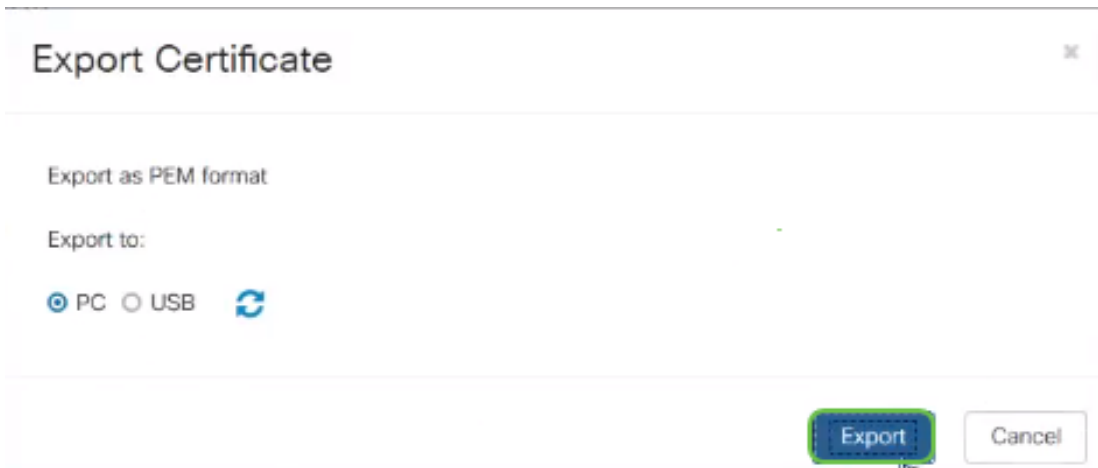 Export Certificate
Export as PEM format
Export to:
PC USB
Export Cancel